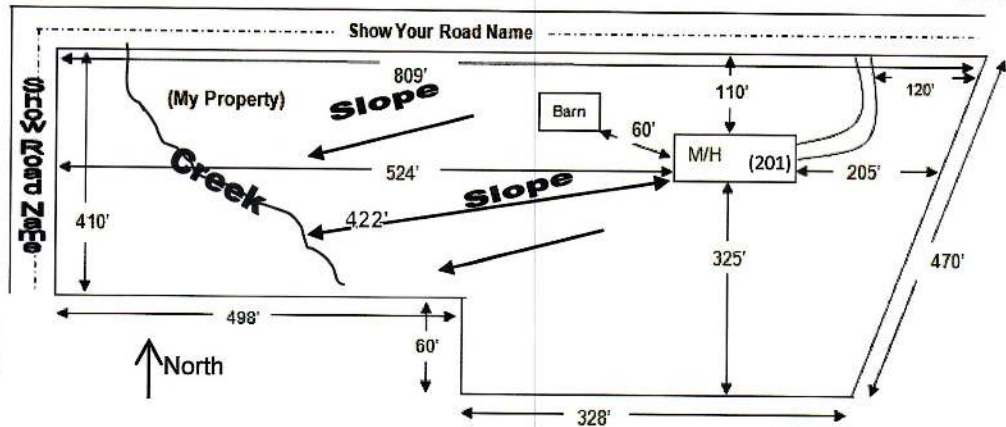 Show Your Road Name
809'
Show Road Name
(My Property)
Slope
110'
120'
Barn
60'
M/H
(201)
Creek
524'
205'
Slope
422'
410'
325'
470'
498'
60'
North
328'